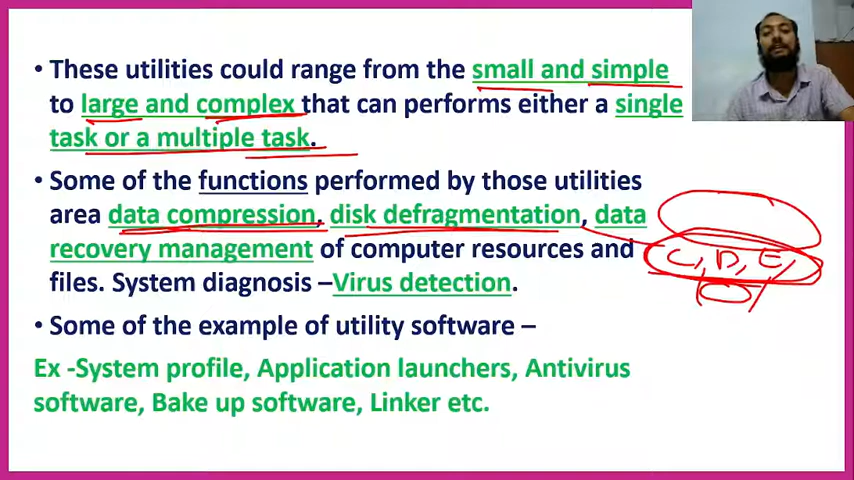 • These utilities could range from the small and simple
to large and complex that can performs either a single
task or a multiple task.
• Some of the functions performed by those utilities
area data compression, disk defragmentation, data
recovery management of computer resources and
C, D, E,
files. System diagnosis –Virus detection.
• Some of the example of utility software –
Ex -System profile, Application launchers, Antivirus
software, Bake up software, Linker etc.